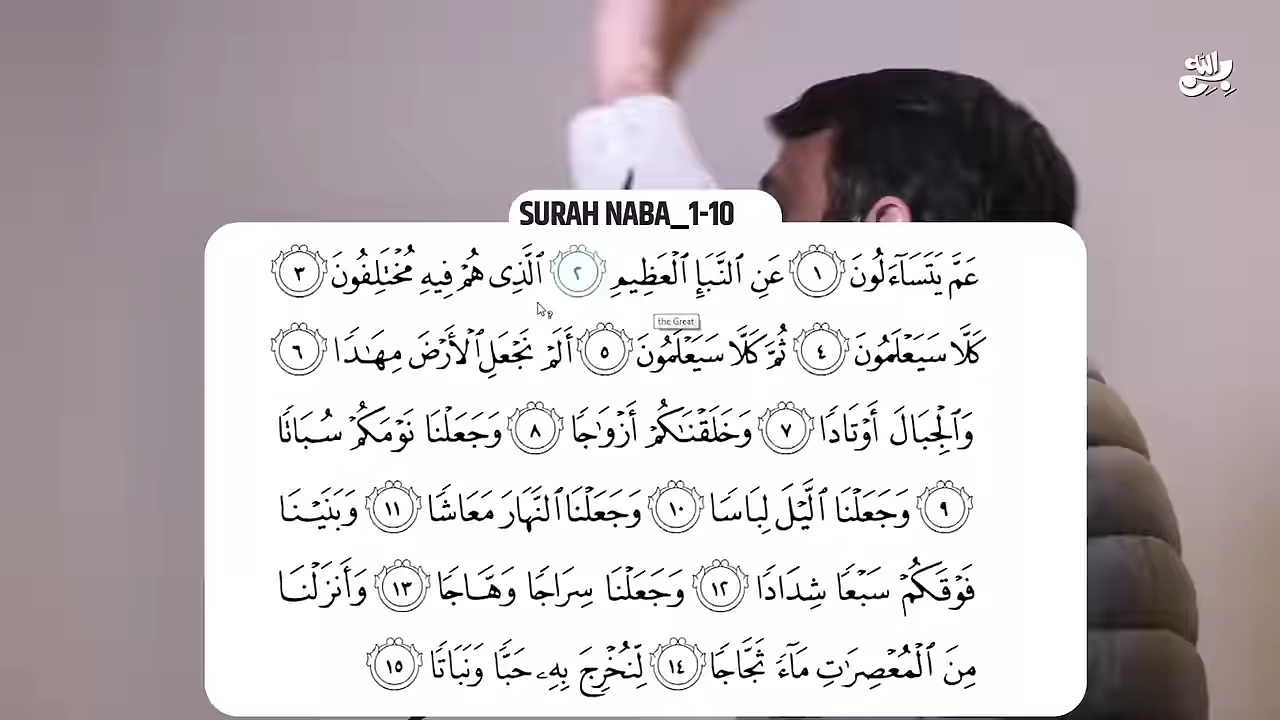 بسم الله
SURAH NABA_1-10
عَمَّ يَتَسَآءَلُونَ ١ عَنِ ٱلنَّبَإِ ٱلْعَظِيمِ ٢ ٱلَّذِى هُمْ فِيهِ مُخْتَلِفُونَ ٣
the Great
كَلَّا سَيَعْلَمُونَ ٤ ثُمَّ كَلَّا سَيَعْلَمُونَ ٥ أَلَمْ نَجْعَلِ ٱلْأَرْضَ مِهَـٰدًا ٦
وَٱلْجِبَالَ أَوْتَادًا ٧ وَخَلَقْنَـٰكُمْ أَزْوَٰجًا ٨ وَجَعَلْنَا نَوْمَكُمْ سُبَاتًا
٩ وَجَعَلْنَا ٱلَّيْلَ لِبَاسًا ١٠ وَجَعَلْنَا ٱلنَّهَارَ مَعَاشًا ١١ وَبَنَيْنَا
فَوْقَكُمْ سَبْعًا شِدَادًا ١٢ وَجَعَلْنَا سِرَاجًا وَهَّاجًا ١٣ وَأَنزَلْنَا
مِنَ ٱلْمُعْصِرَٰتِ مَآءً ثَجَّاجًا ١٤ لِّنُخْرِجَ بِهِۦ حَبًّا وَنَبَاتًا ١٥